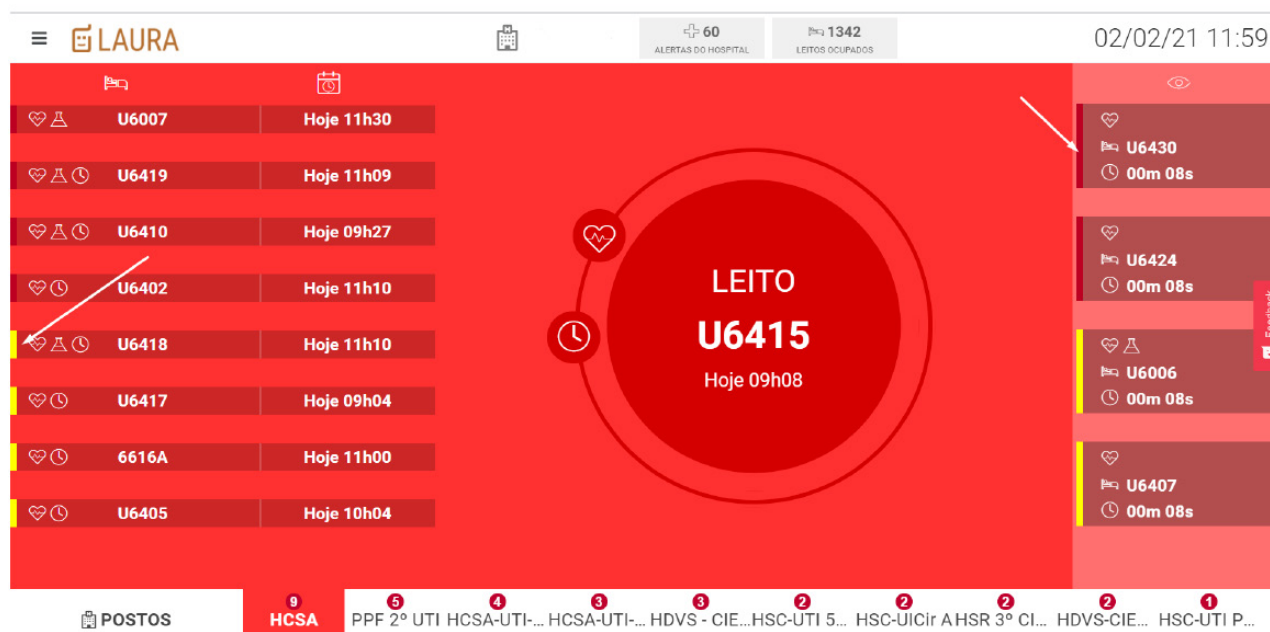 LAURA
60
ALERTAS DO HOSPITAL
1342
LEITOS OCUPADOS
02/02/21 11:59
U6007 Hoje 11h30
U6419 Hoje 11h09
U6410 Hoje 09h27
U6402 Hoje 11h10
U6418 Hoje 11h10
U6417 Hoje 09h04
6616A Hoje 11h00
U6405 Hoje 10h04
LEITO
U6415
Hoje 09h08
U6430
00m 08s
U6424
00m 08s
U6006
00m 08s
U6407
00m 08s
Feedback
POSTOS
9
HCSA
5
PPF 2º UTI
4
HCSA-UTI-...
3
HCSA-UTI-...
3
HDVS - CIE...
2
HSC-UTI 5...
2
HSC-UICir A
2
HSR 3º CI...
2
HDVS-CIE...
1
HSC-UTI P...